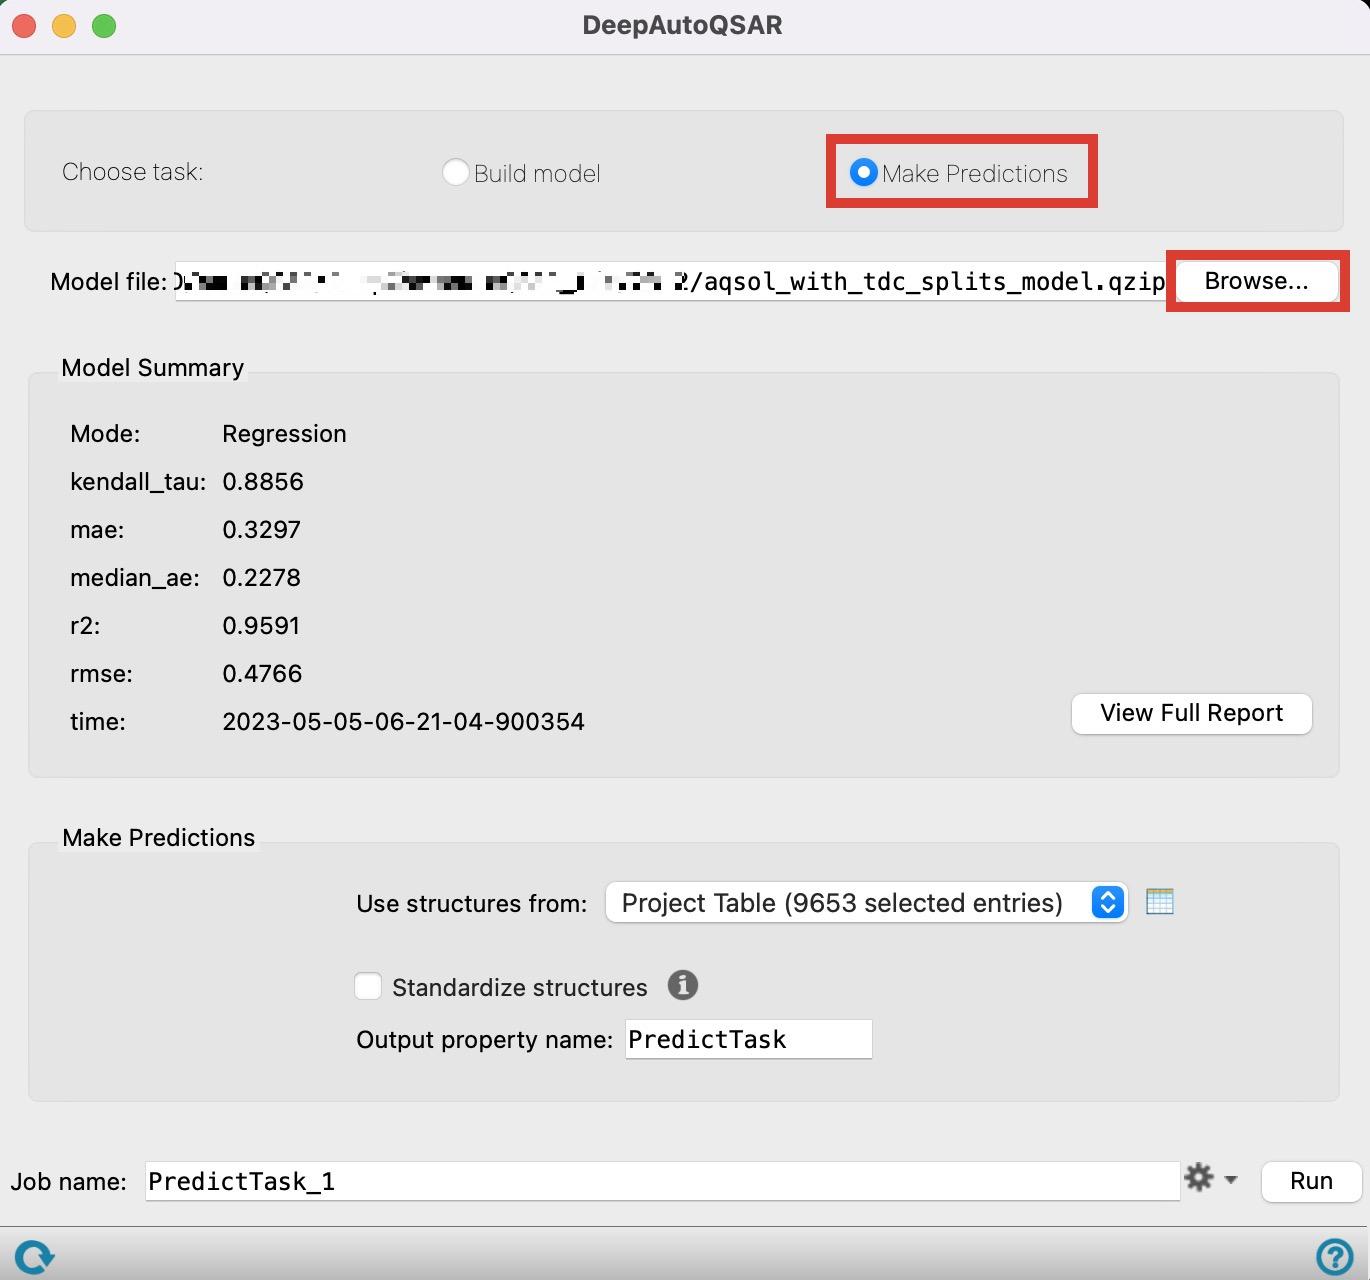 DeepAutoQSAR
Choose task: Build model Make Predictions
Model file: /aqsol_with_tdc_splits_model.qzip Browse...
Model Summary
Mode: Regression
kendall_tau: 0.8856
mae: 0.3297
median_ae: 0.2278
r2: 0.9591
rmse: 0.4766
time: 2023-05-05-06-21-04-900354
View Full Report
Make Predictions
Use structures from: Project Table (9653 selected entries)
Standardize structures i
Output property name: PredictTask
Job name: PredictTask_1 Run
?